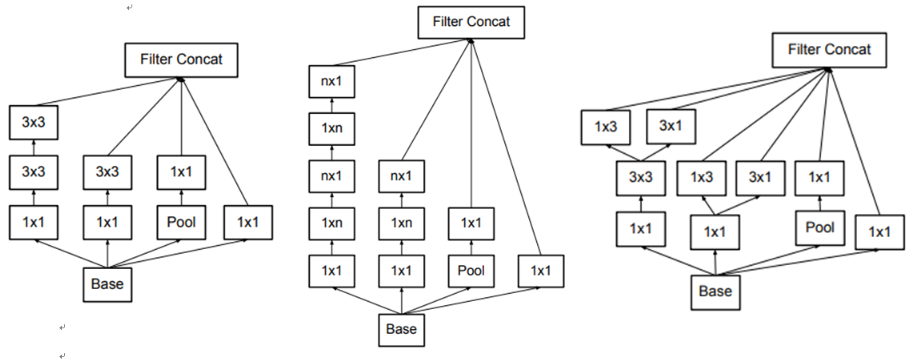 Filter Concat
3x3
3x3 3x3 1x1
1x1 1x1 Pool 1x1
Base
Filter Concat
nx1
1xn
nx1 nx1
1xn 1xn 1x1
1x1 1x1 Pool 1x1
Base
Filter Concat
1x3 3x1
3x3 1x3 3x1 1x1
1x1 1x1 Pool 1x1
Base